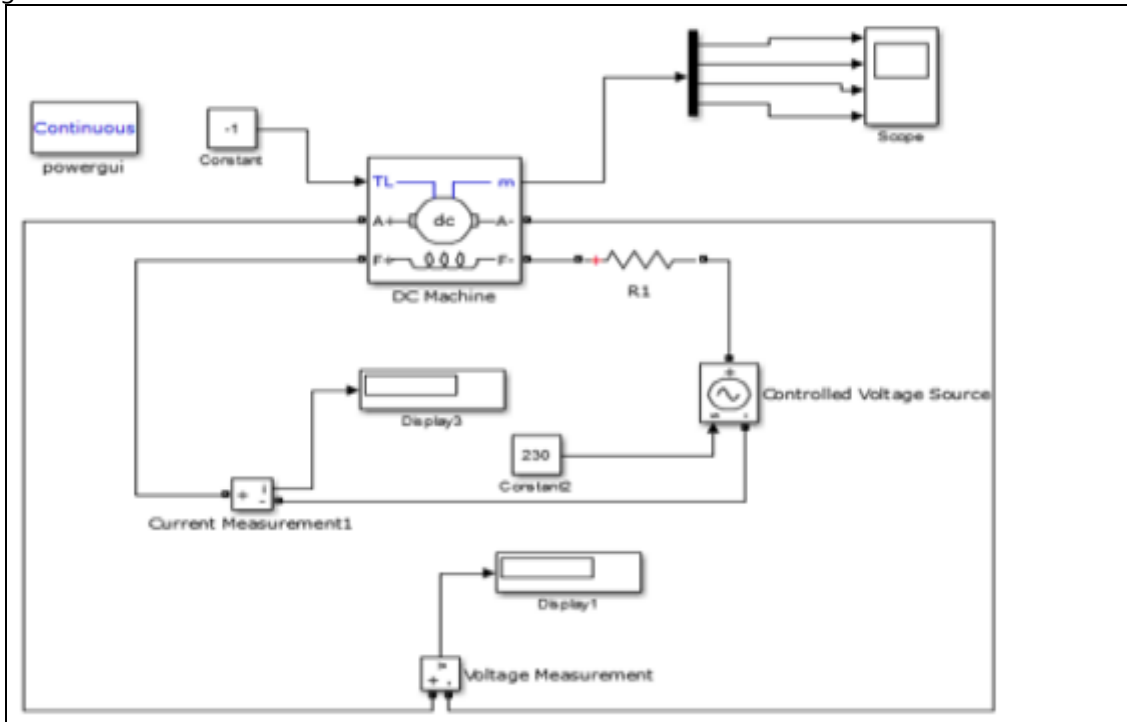 Continuous
powergui
-1
Constant
TL
m
A+
dc
A-
F+
F-
DC Machine
R1
Scope
Controlled Voltage Source
Display3
230
Constant2
Current Measurement1
Display1
Voltage Measurement